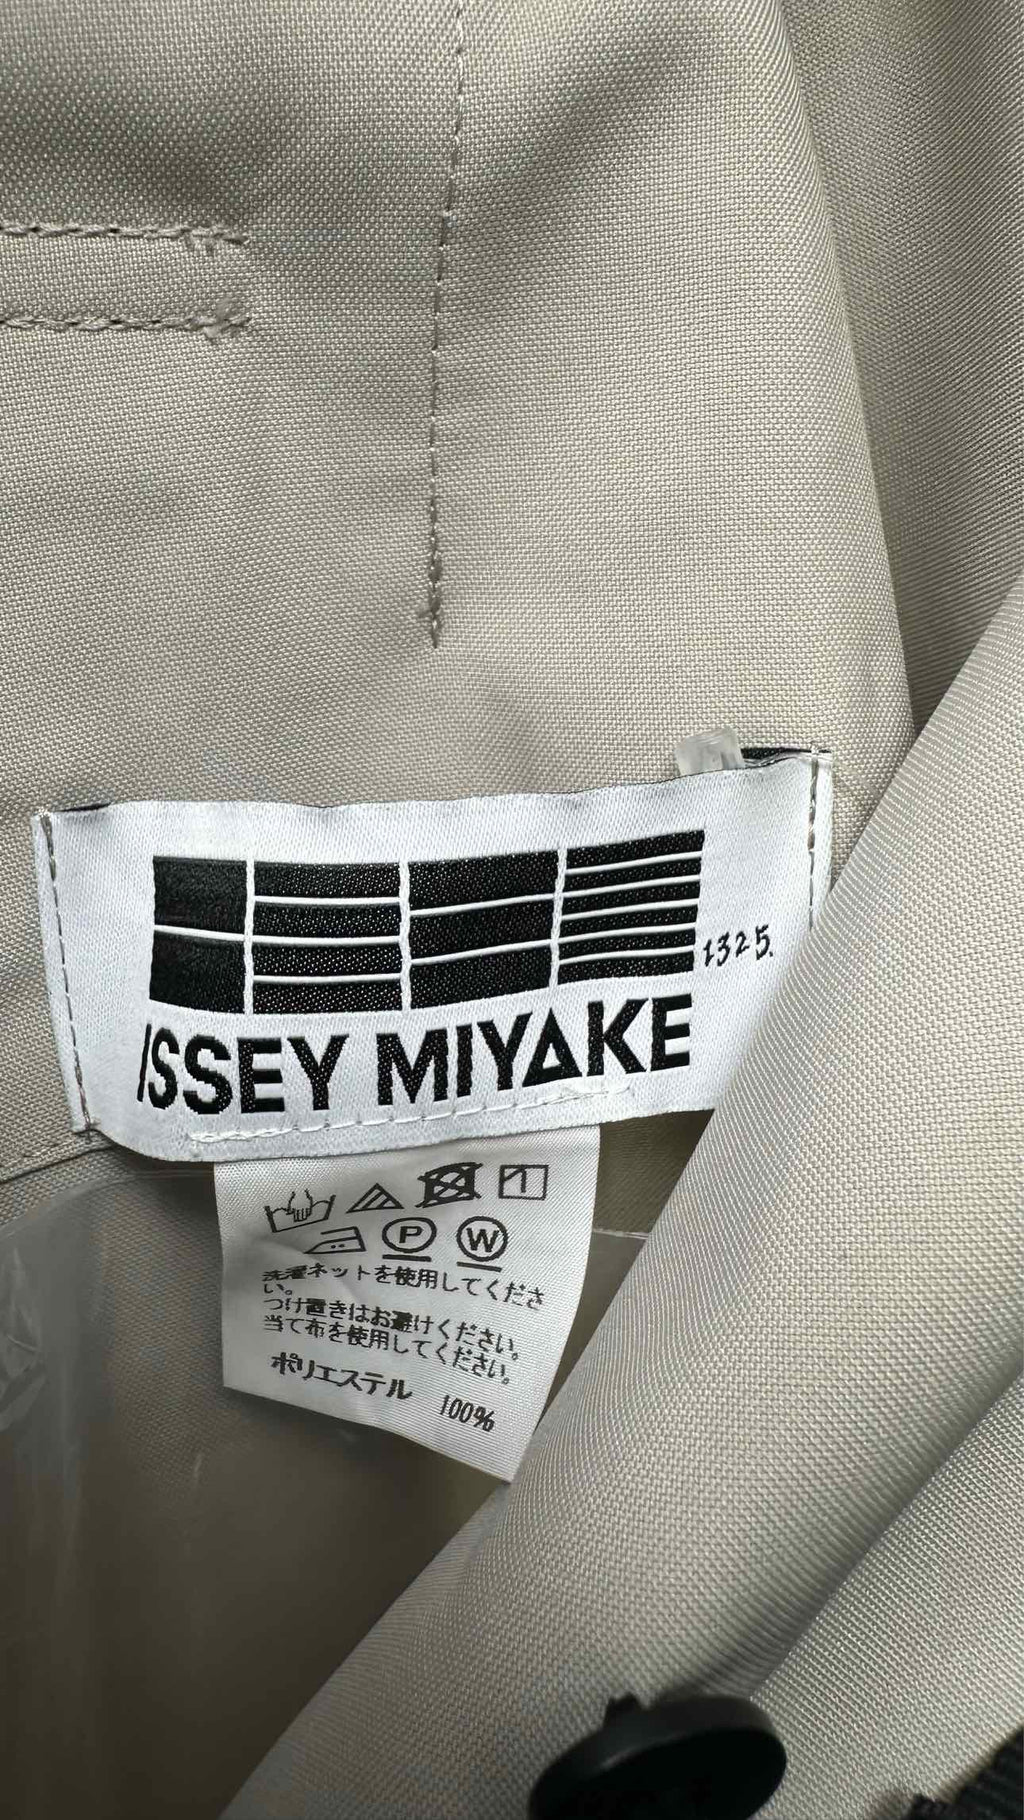 1325.
ISSEY MIYAKE
P W
洗濯ネットを使用してくださ
い。
つけ置きはお避けください。
当て布を使用してください。
ポリエステル
100%